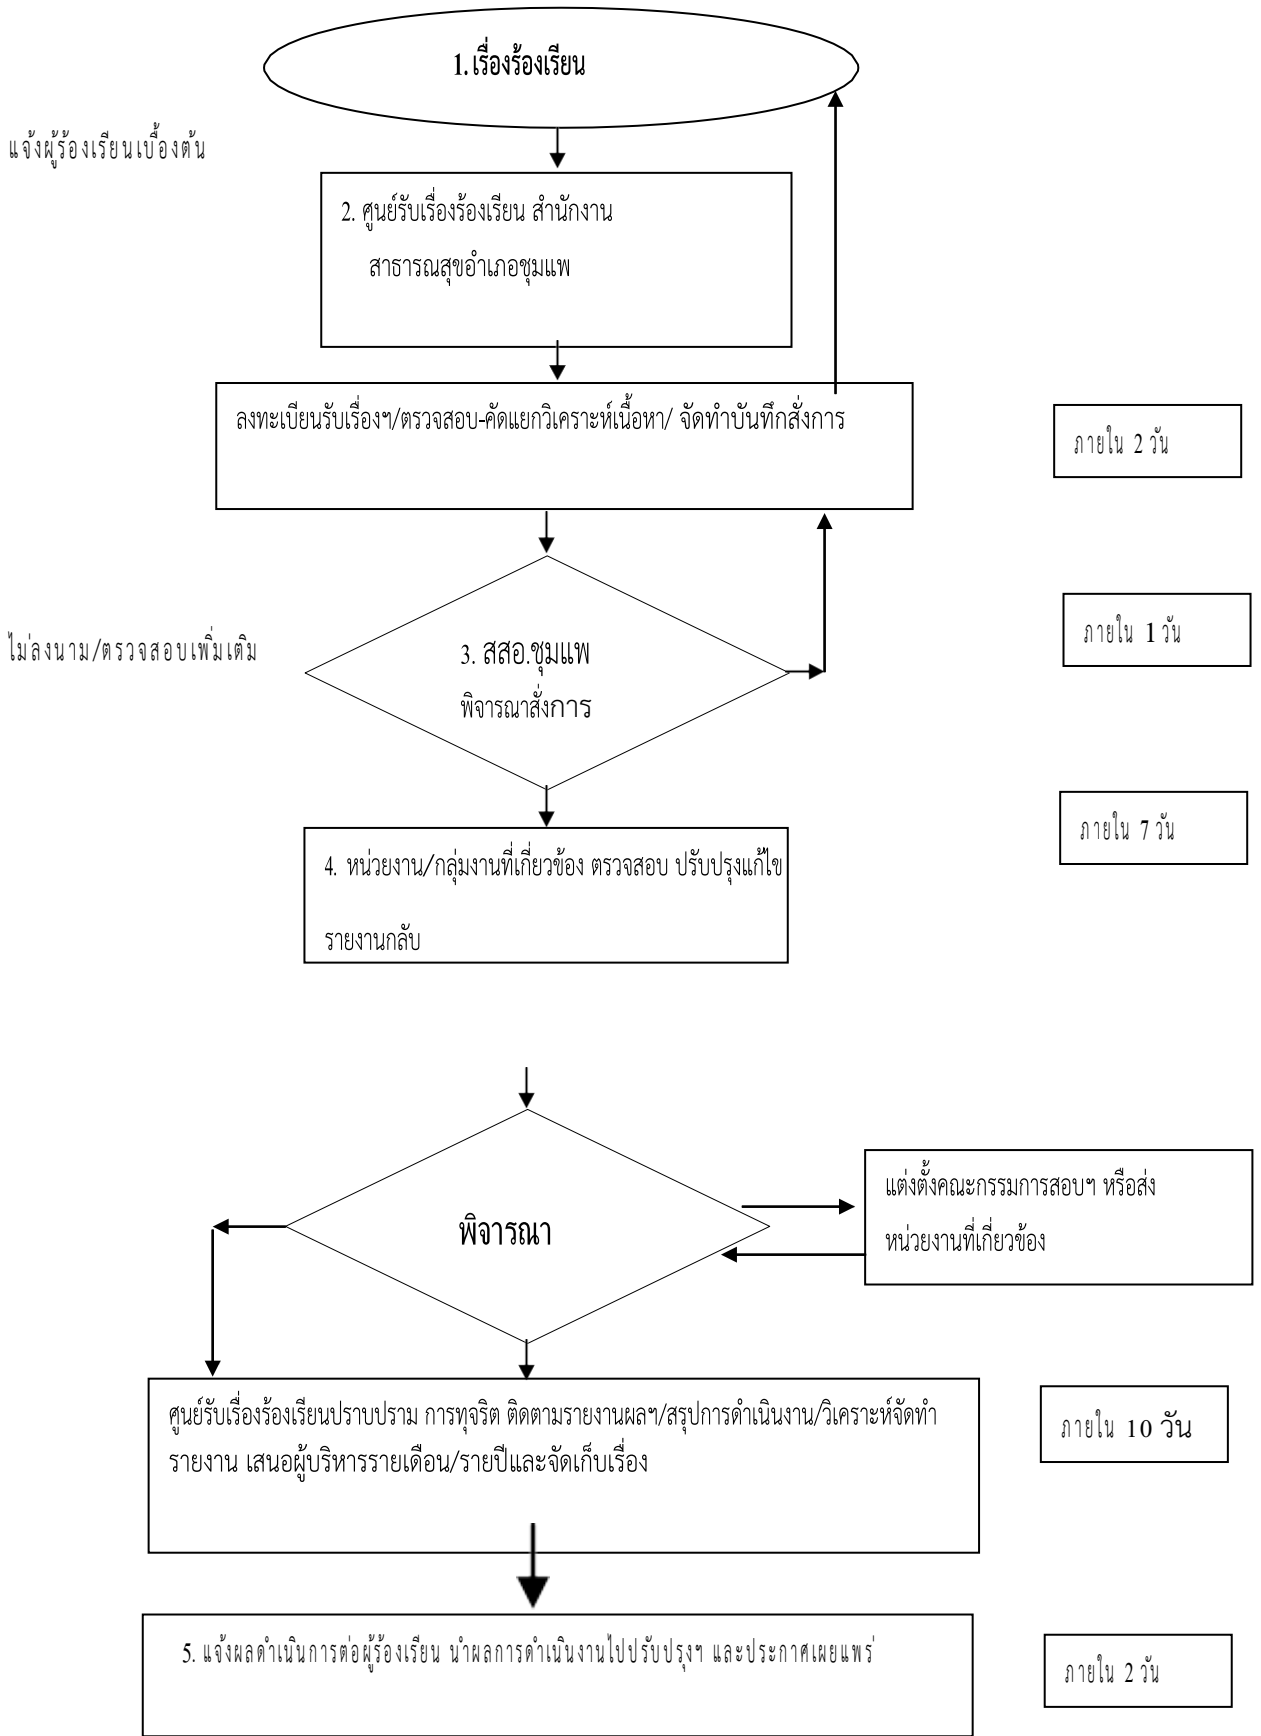 1. เรื่องร้องเรียน
แจ้งผู้ร้องเรียนเบื้องต้น
2. ศูนย์รับเรื่องร้องเรียน สำนักงาน
สาธารณสุขอำเภอชุมแพ
ลงทะเบียนรับเรื่องฯ/ตรวจสอบ-คัดแยกวิเคราะห์เนื้อหา/ จัดทำบันทึกสั่งการ
ภายใน 2 วัน
ภายใน 1 วัน
ไม่ลงนาม/ตรวจสอบเพิ่มเติม
3. สสอ.ชุมแพ
พิจารณาสั่งการ
ภายใน 7 วัน
4. หน่วยงาน/กลุ่มงานที่เกี่ยวข้อง ตรวจสอบ ปรับปรุงแก้ไข
รายงานกลับ
แต่งตั้งคณะกรรมการสอบฯ หรือส่ง
หน่วยงานที่เกี่ยวข้อง
พิจารณา
ศูนย์รับเรื่องร้องเรียนปราบปราม การทุจริต ติดตามรายงานผลฯ/สรุปการดำเนินงาน/วิเคราะห์จัดทำ
รายงาน เสนอผู้บริหารรายเดือน/รายปีและจัดเก็บเรื่อง
ภายใน 10 วัน
5. แจ้งผลดำเนินการต่อผู้ร้องเรียน นำผลการดำเนินงานไปปรับปรุงฯ และประกาศเผยแพร่
ภายใน 2 วัน